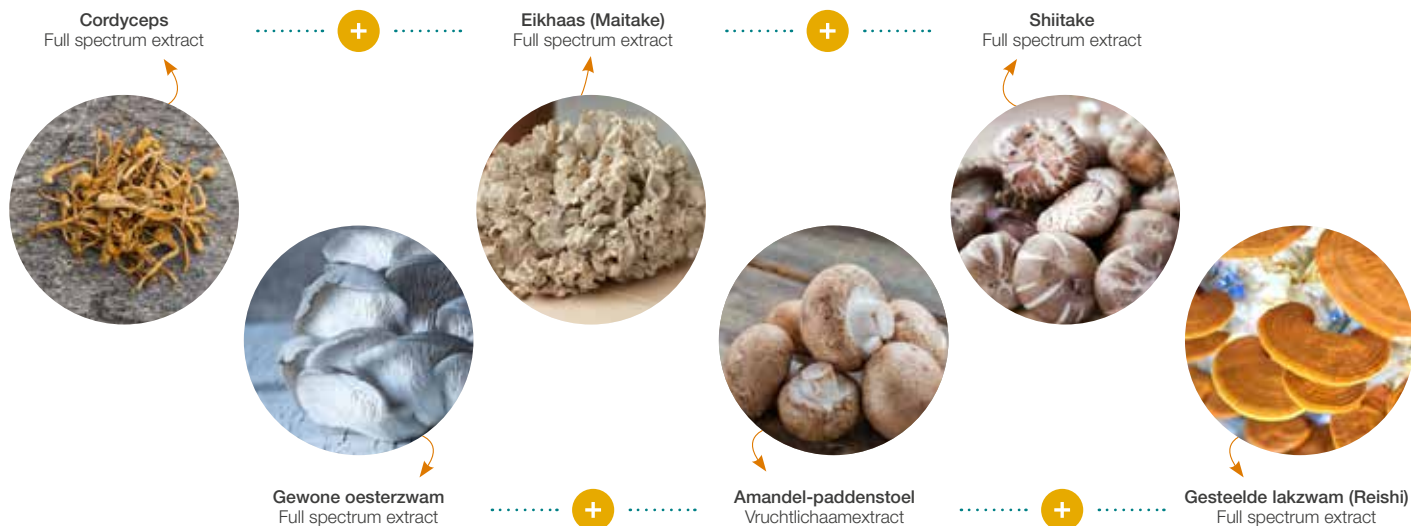 Cordyceps
Full spectrum extract
+
Eikhaas (Maitake)
Full spectrum extract
+
Shiitake
Full spectrum extract
Gewone oesterzwam
Full spectrum extract
+
Amandel-paddenstoel
Vruchtlichaamextract
+
Gesteelde lakzwam (Reishi)
Full spectrum extract